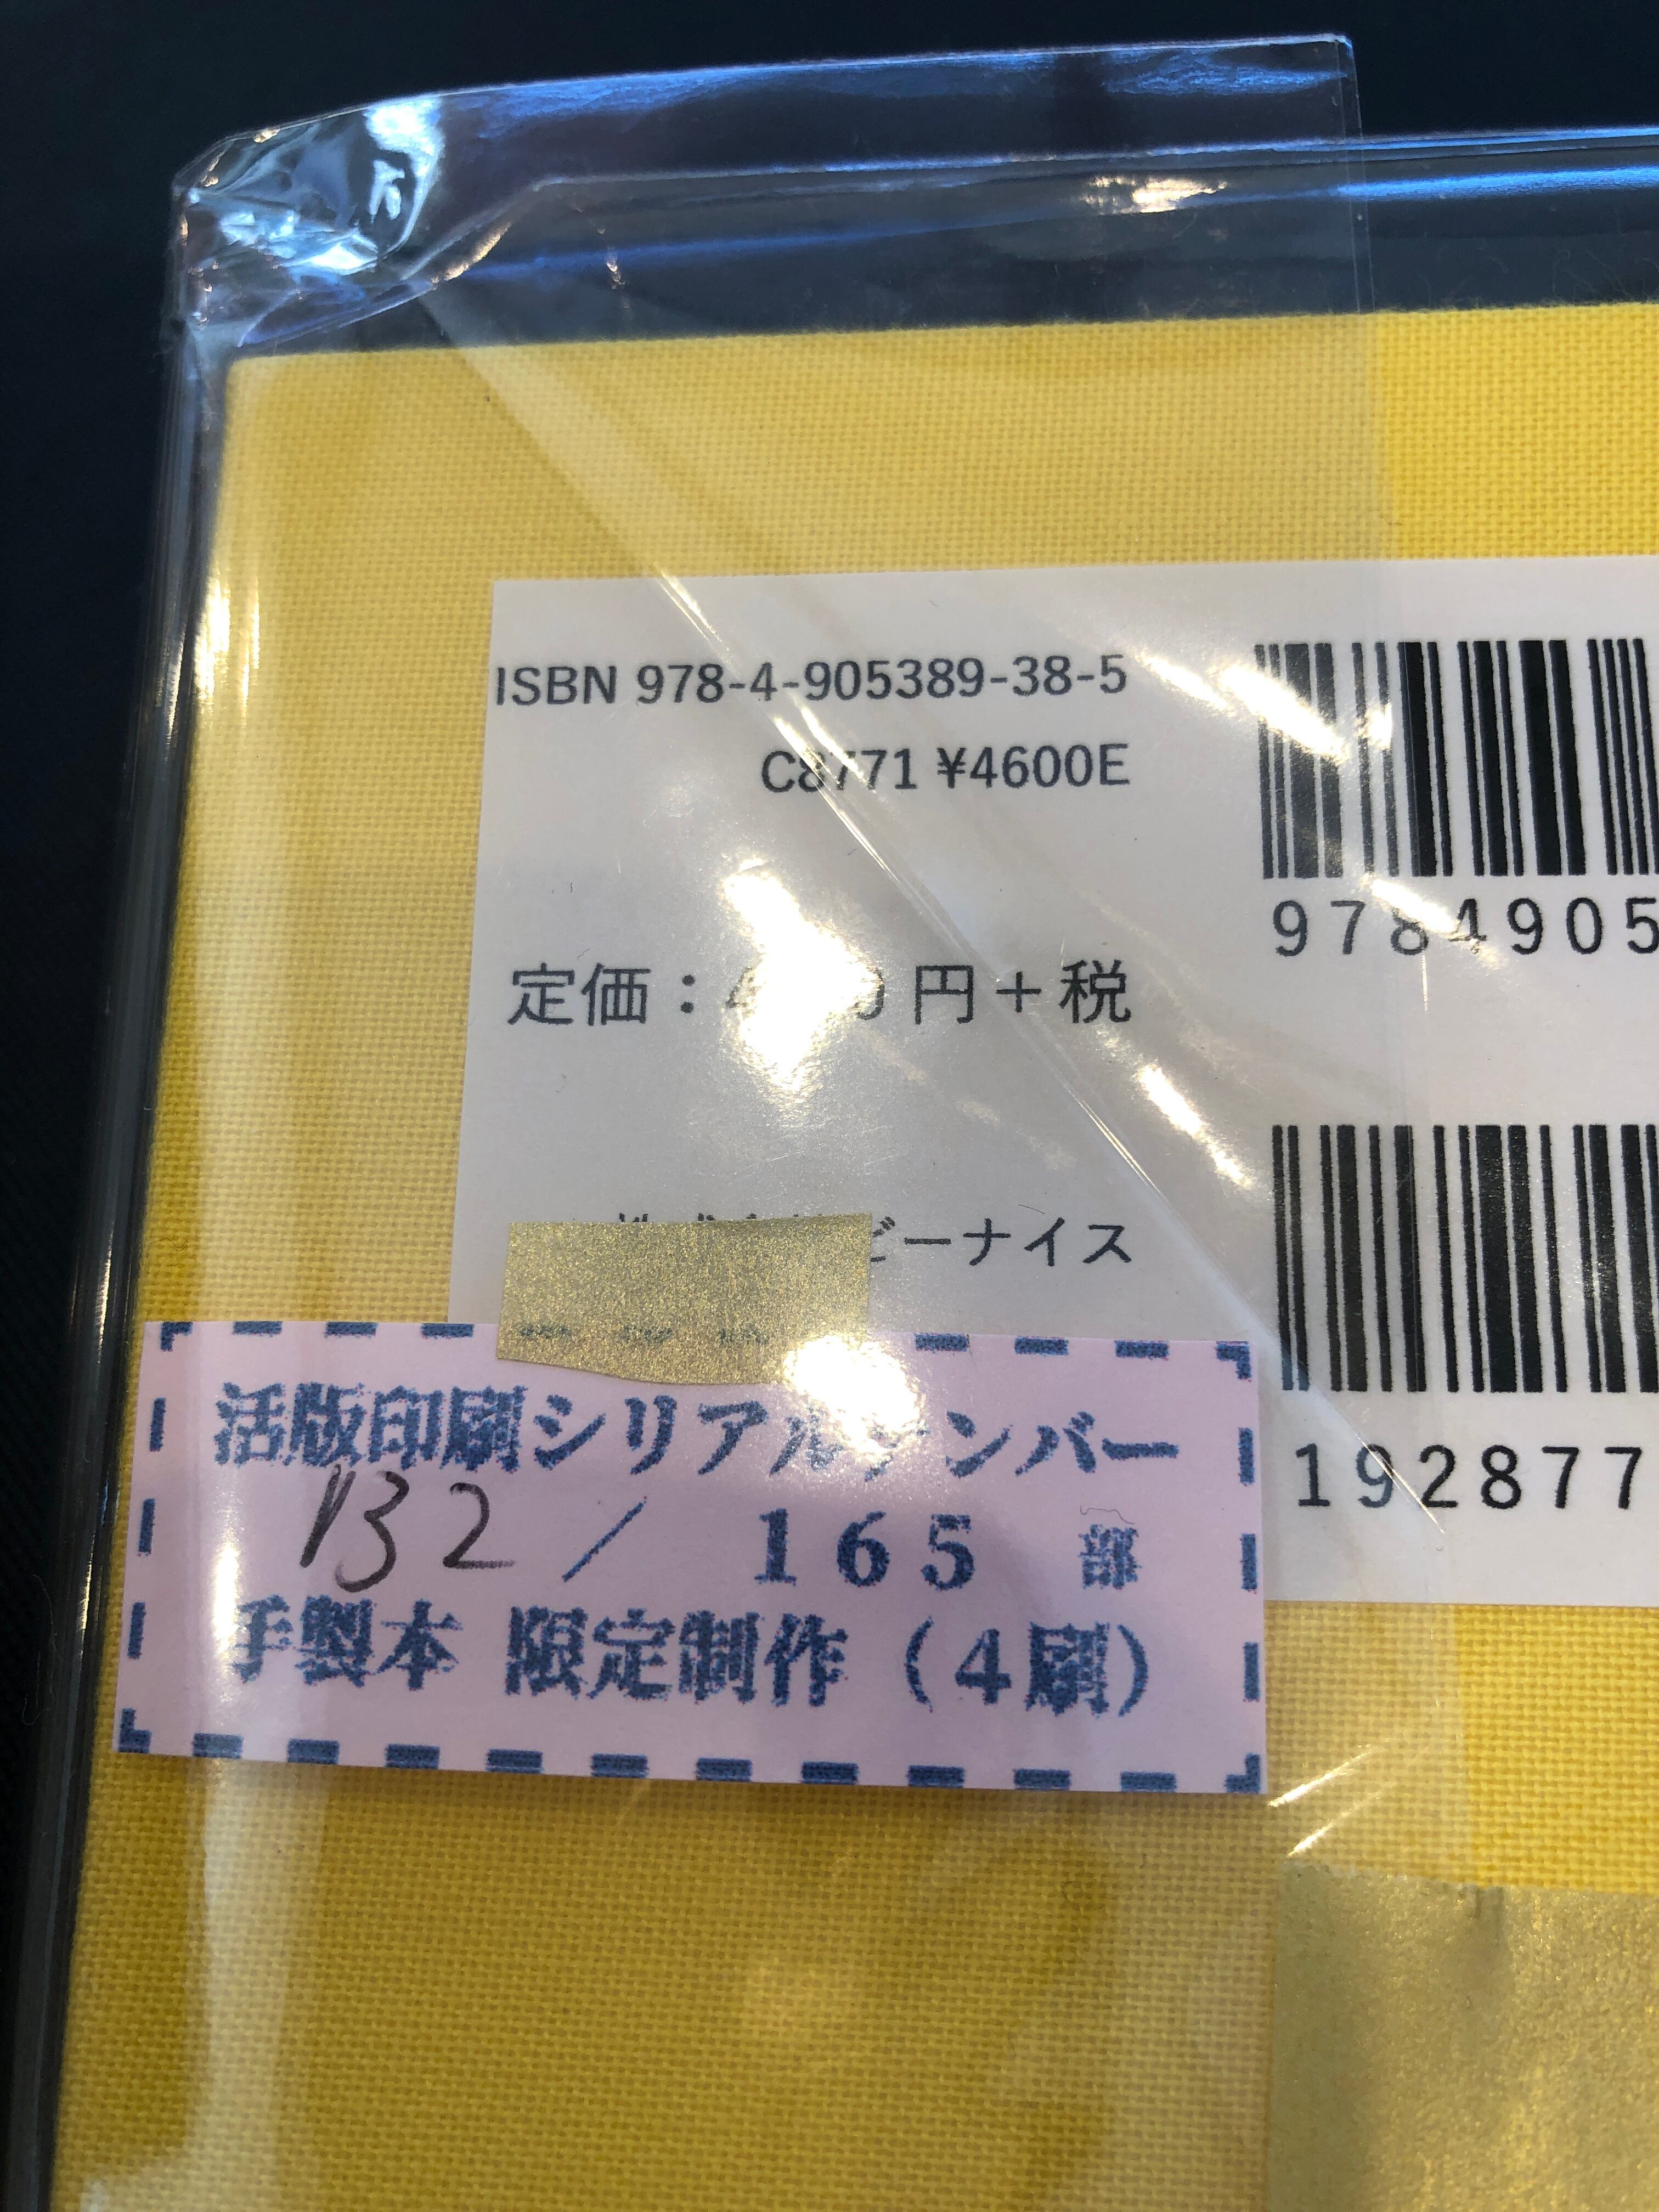 ISBN 978-4-905389-38-5
C8771 ¥4600E
9784905
定価： 円＋税
ビーナイス
192877
活版印刷シリアルナンバー
132 ／ 165 部
手製本 限定制作（4刷）